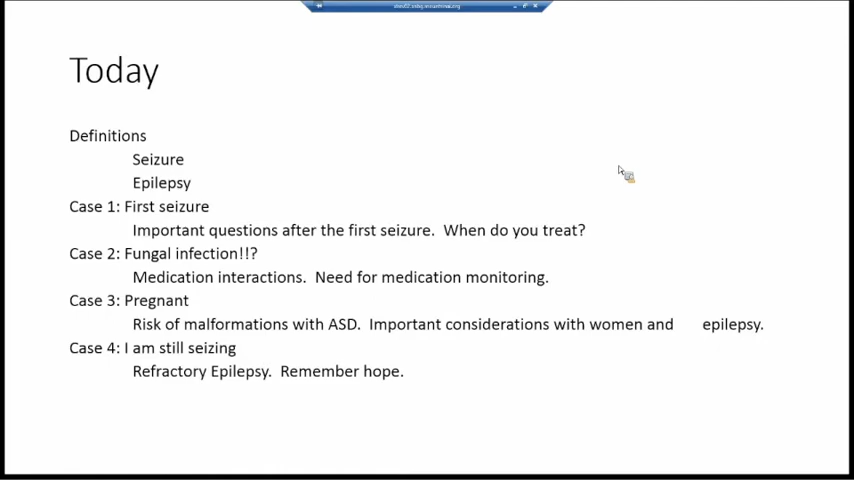 Today
Definitions
Seizure
Epilepsy
Case 1: First seizure
Important questions after the first seizure.  When do you treat?
Case 2: Fungal infection!!?
Medication interactions.  Need for medication monitoring.
Case 3: Pregnant
Risk of malformations with ASD.  Important considerations with women and epilepsy.
Case 4: I am still seizing
Refractory Epilepsy.  Remember hope.